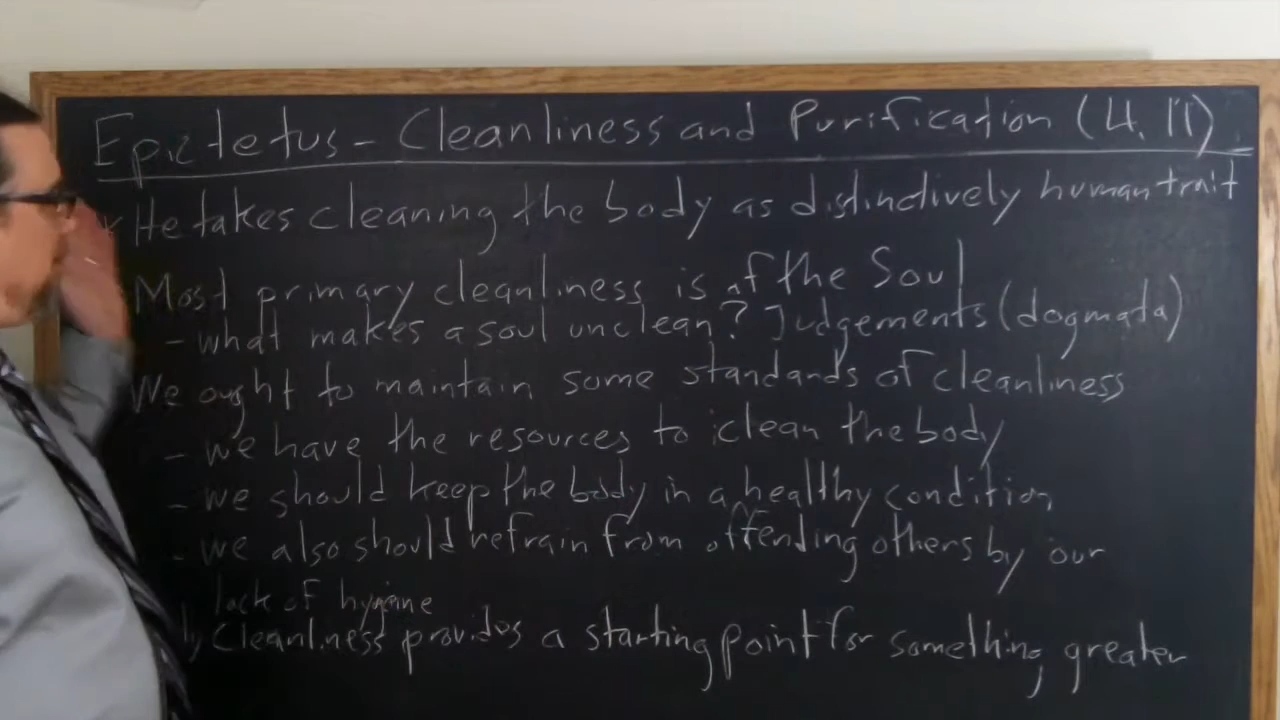 Epictetus - Cleanliness and Purification (4.11)
* He takes cleaning the body as distinctively human trait
Most primary cleanliness is of the Soul
- what makes a soul unclean? Judgements (dogmada)
We ought to maintain some standards of cleanliness
- we have the resources to clean the body
- we should keep the body in a healthy condition
- we also should refrain from offending others by our
lack of hygiene
Cleanliness provides a starting point for something greater